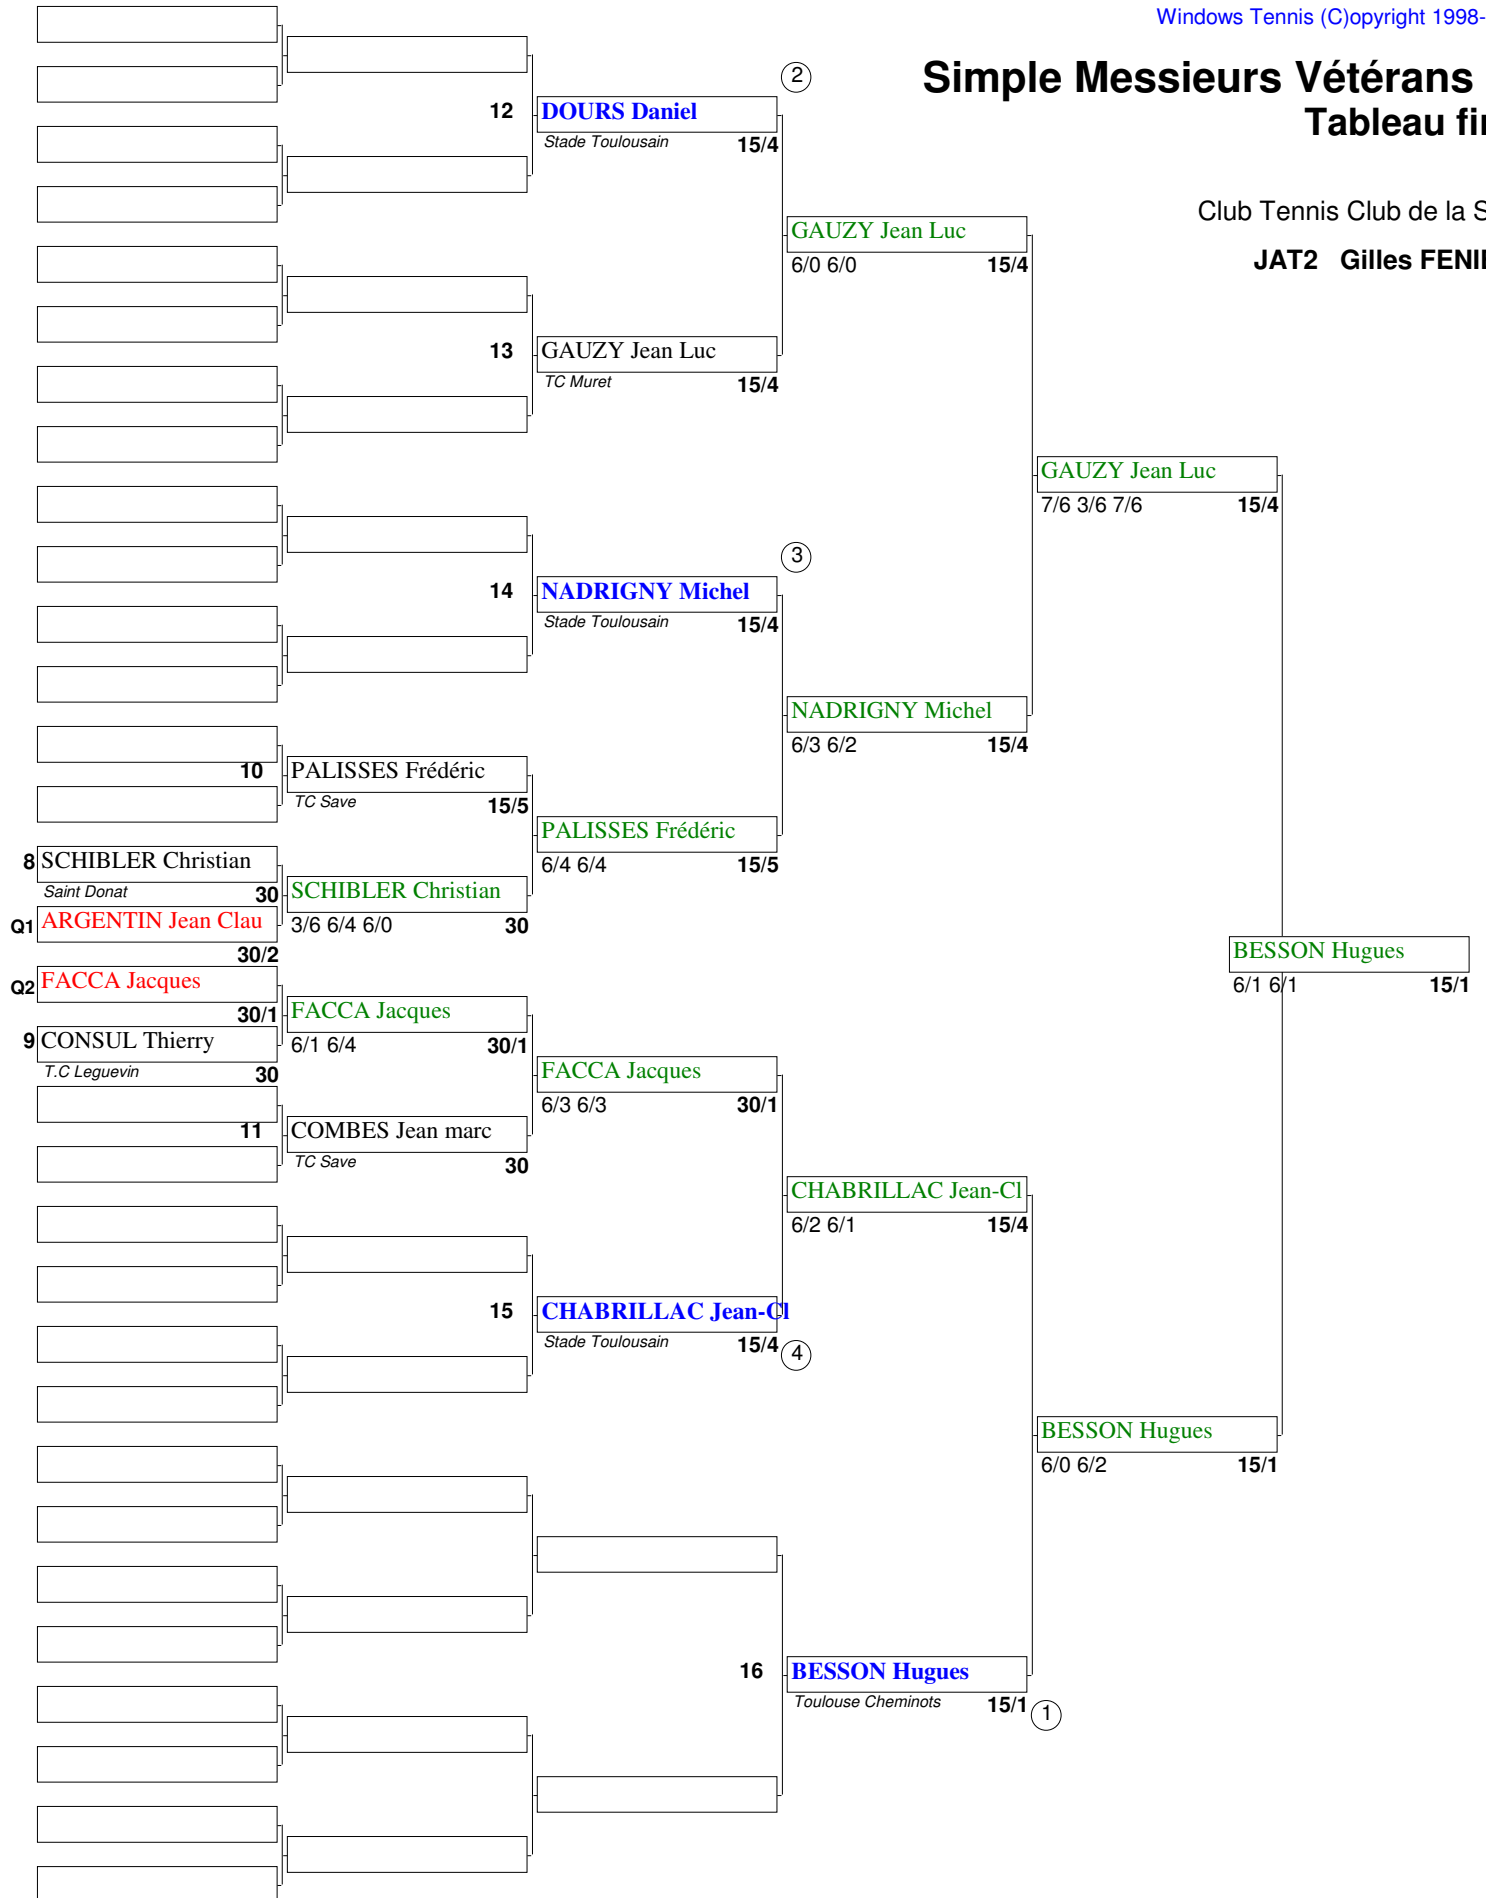 Windows Tennis (C)opyright 1998-
Simple Messieurs Vétérans
Tableau fin
Club Tennis Club de la S
JAT2 Gilles FENIE
2
12 DOURS Daniel
Stade Toulousain 15/4
GAUZY Jean Luc
6/0 6/0 15/4
13 GAUZY Jean Luc
TC Muret 15/4
GAUZY Jean Luc
7/6 3/6 7/6 15/4
3
14 NADRIGNY Michel
Stade Toulousain 15/4
NADRIGNY Michel
6/3 6/2 15/4
10 PALISSES Frédéric
TC Save 15/5
PALISSES Frédéric
6/4 6/4 15/5
8 SCHIBLER Christian
Saint Donat 30
SCHIBLER Christian
3/6 6/4 6/0 30
Q1 ARGENTIN Jean Clau
30/2
BESSON Hugues
6/1 6/1 15/1
Q2 FACCA Jacques
30/1
FACCA Jacques
6/1 6/4 30/1
9 CONSUL Thierry
T.C Leguevin 30
FACCA Jacques
6/3 6/3 30/1
11 COMBES Jean marc
TC Save 30
CHABRILLAC Jean-Cl
6/2 6/1 15/4
15 CHABRILLAC Jean-Cl
Stade Toulousain 15/4
4
BESSON Hugues
6/0 6/2 15/1
16 BESSON Hugues
Toulouse Cheminots 15/1
1